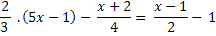 2/3 .(5x − 1) − (x + 2)/4 = (x − 1)/2 − 1